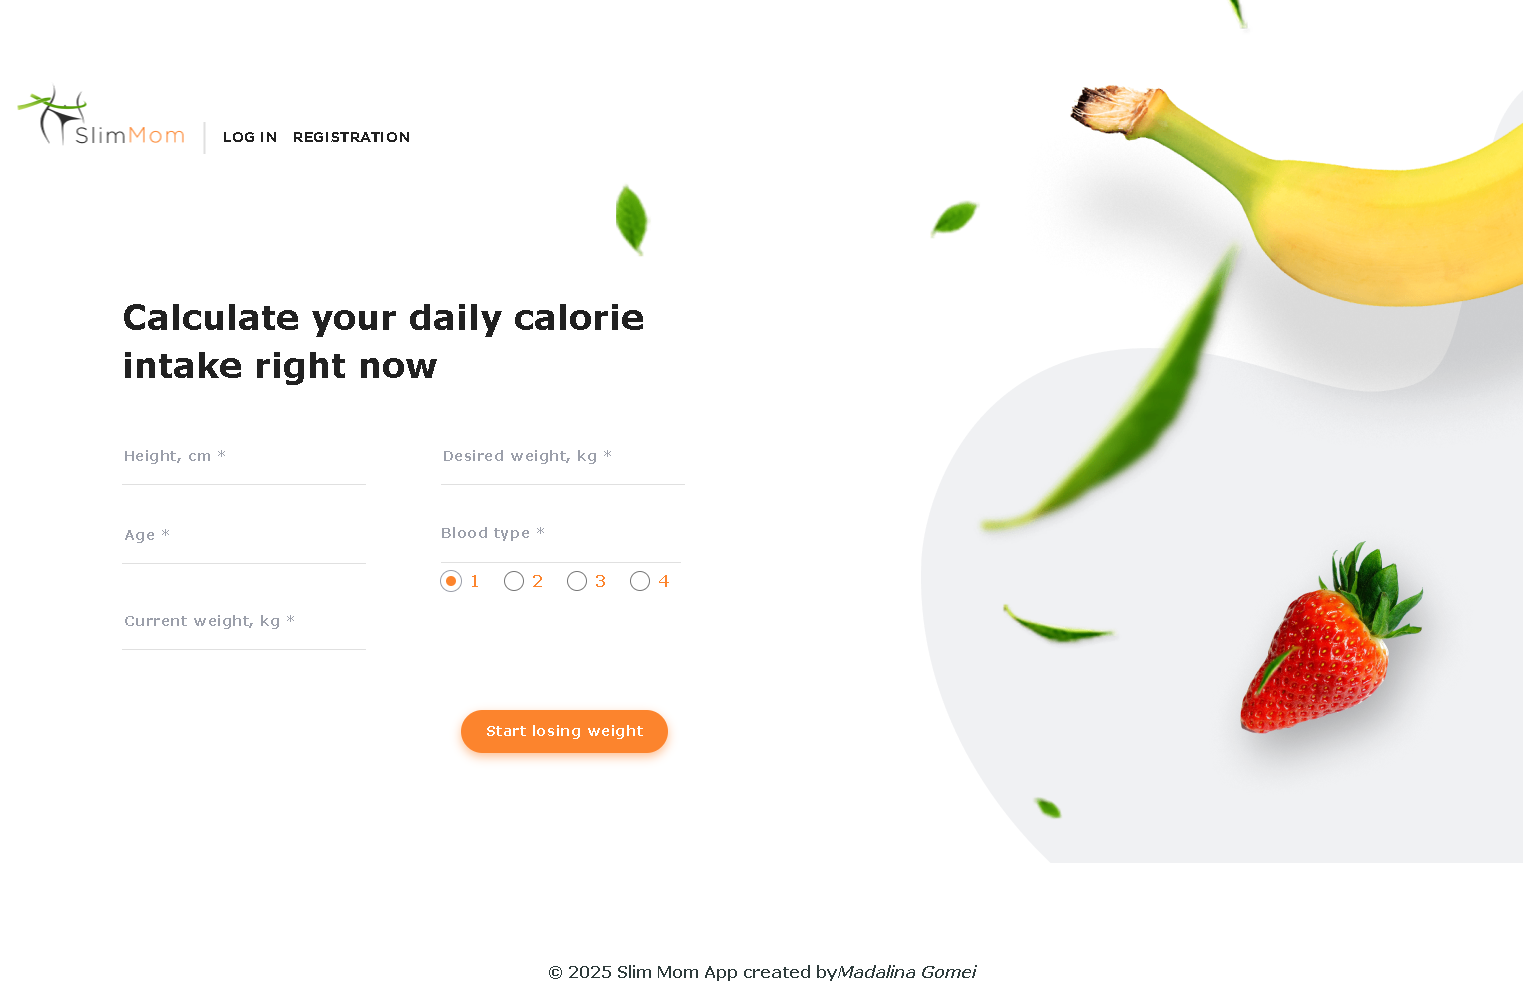 SlimMom
LOG IN REGISTRATION
Calculate your daily calorie
intake right now
Height, cm *
Desired weight, kg *
Age *
Blood type *
1 2 3 4
Current weight, kg *
Start losing weight
© 2025 Slim Mom App created byMadalina Gomei